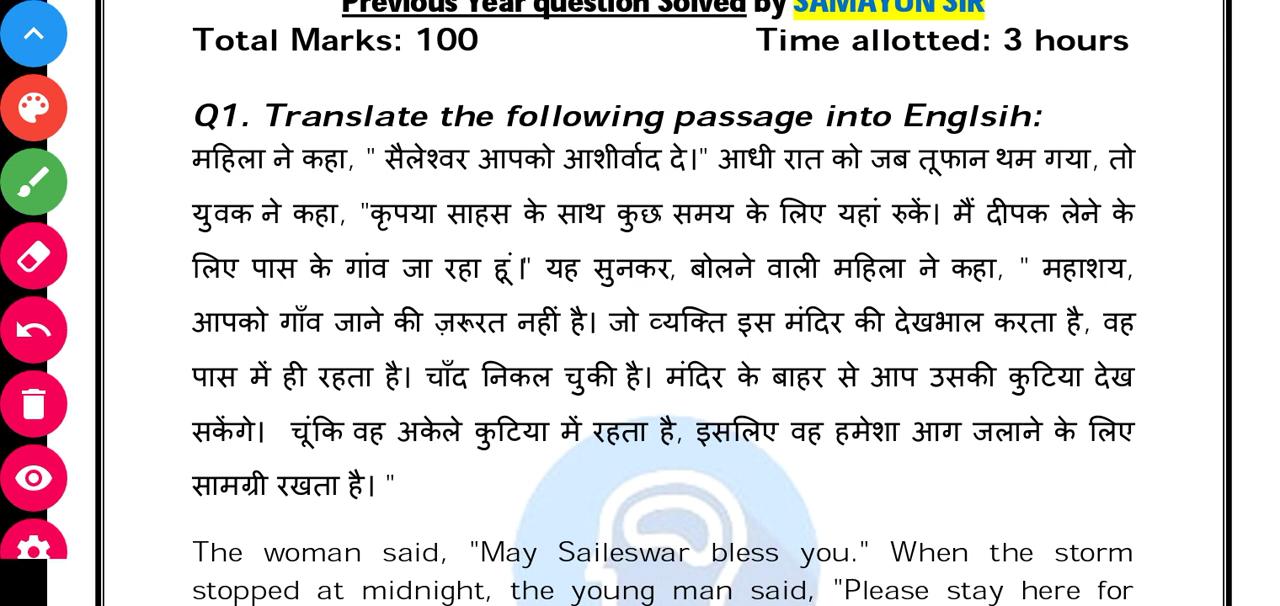 Previous Year question Solved by SAMAYUN SIR
Total Marks: 100 Time allotted: 3 hours
Q1. Translate the following passage into Englsih:
महिला ने कहा, " सैलेश्वर आपको आशीर्वाद दे।" आधी रात को जब तूफान थम गया, तो
युवक ने कहा, "कृपया साहस के साथ कुछ समय के लिए यहां रुकें। मैं दीपक लेने के
लिए पास के गांव जा रहा हूं।" यह सुनकर, बोलने वाली महिला ने कहा, " महाशय,
आपको गाँव जाने की ज़रूरत नहीं है। जो व्यक्ति इस मंदिर की देखभाल करता है, वह
पास में ही रहता है। चाँद निकल चुकी है। मंदिर के बाहर से आप उसकी कुटिया देख
सकेंगे। चूंकि वह अकेले कुटिया में रहता है, इसलिए वह हमेशा आग जलाने के लिए
सामग्री रखता है। "
The woman said, "May Saileswar bless you." When the storm
stopped at midnight, the young man said, "Please stay here for